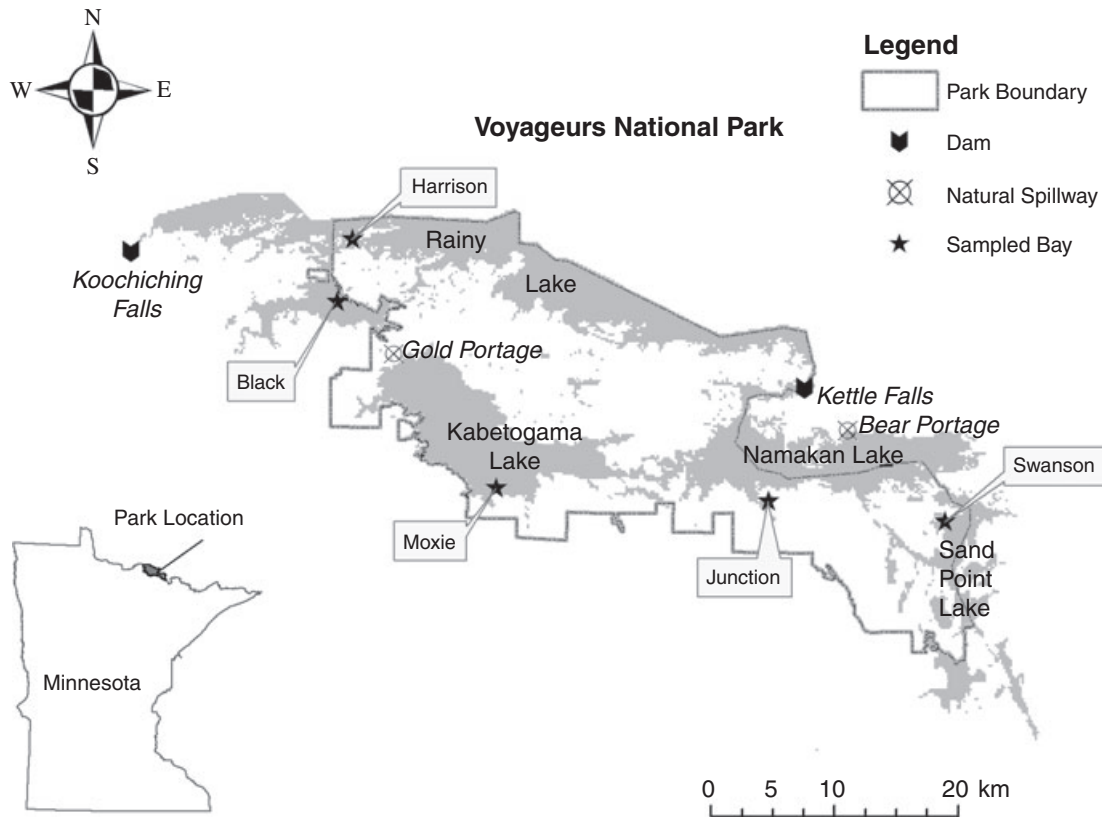 N
W
E
S
Legend
Park Boundary
Dam
Natural Spillway
Sampled Bay
Voyageurs National Park
Harrison
Rainy
Lake
Koochiching
Falls
Black
Gold Portage
Kettle Falls
Bear Portage
Kabetogama
Lake
Namakan Lake
Swanson
Moxie
Junction
Sand
Point
Lake
Park Location
Minnesota
0 5 10 20 km